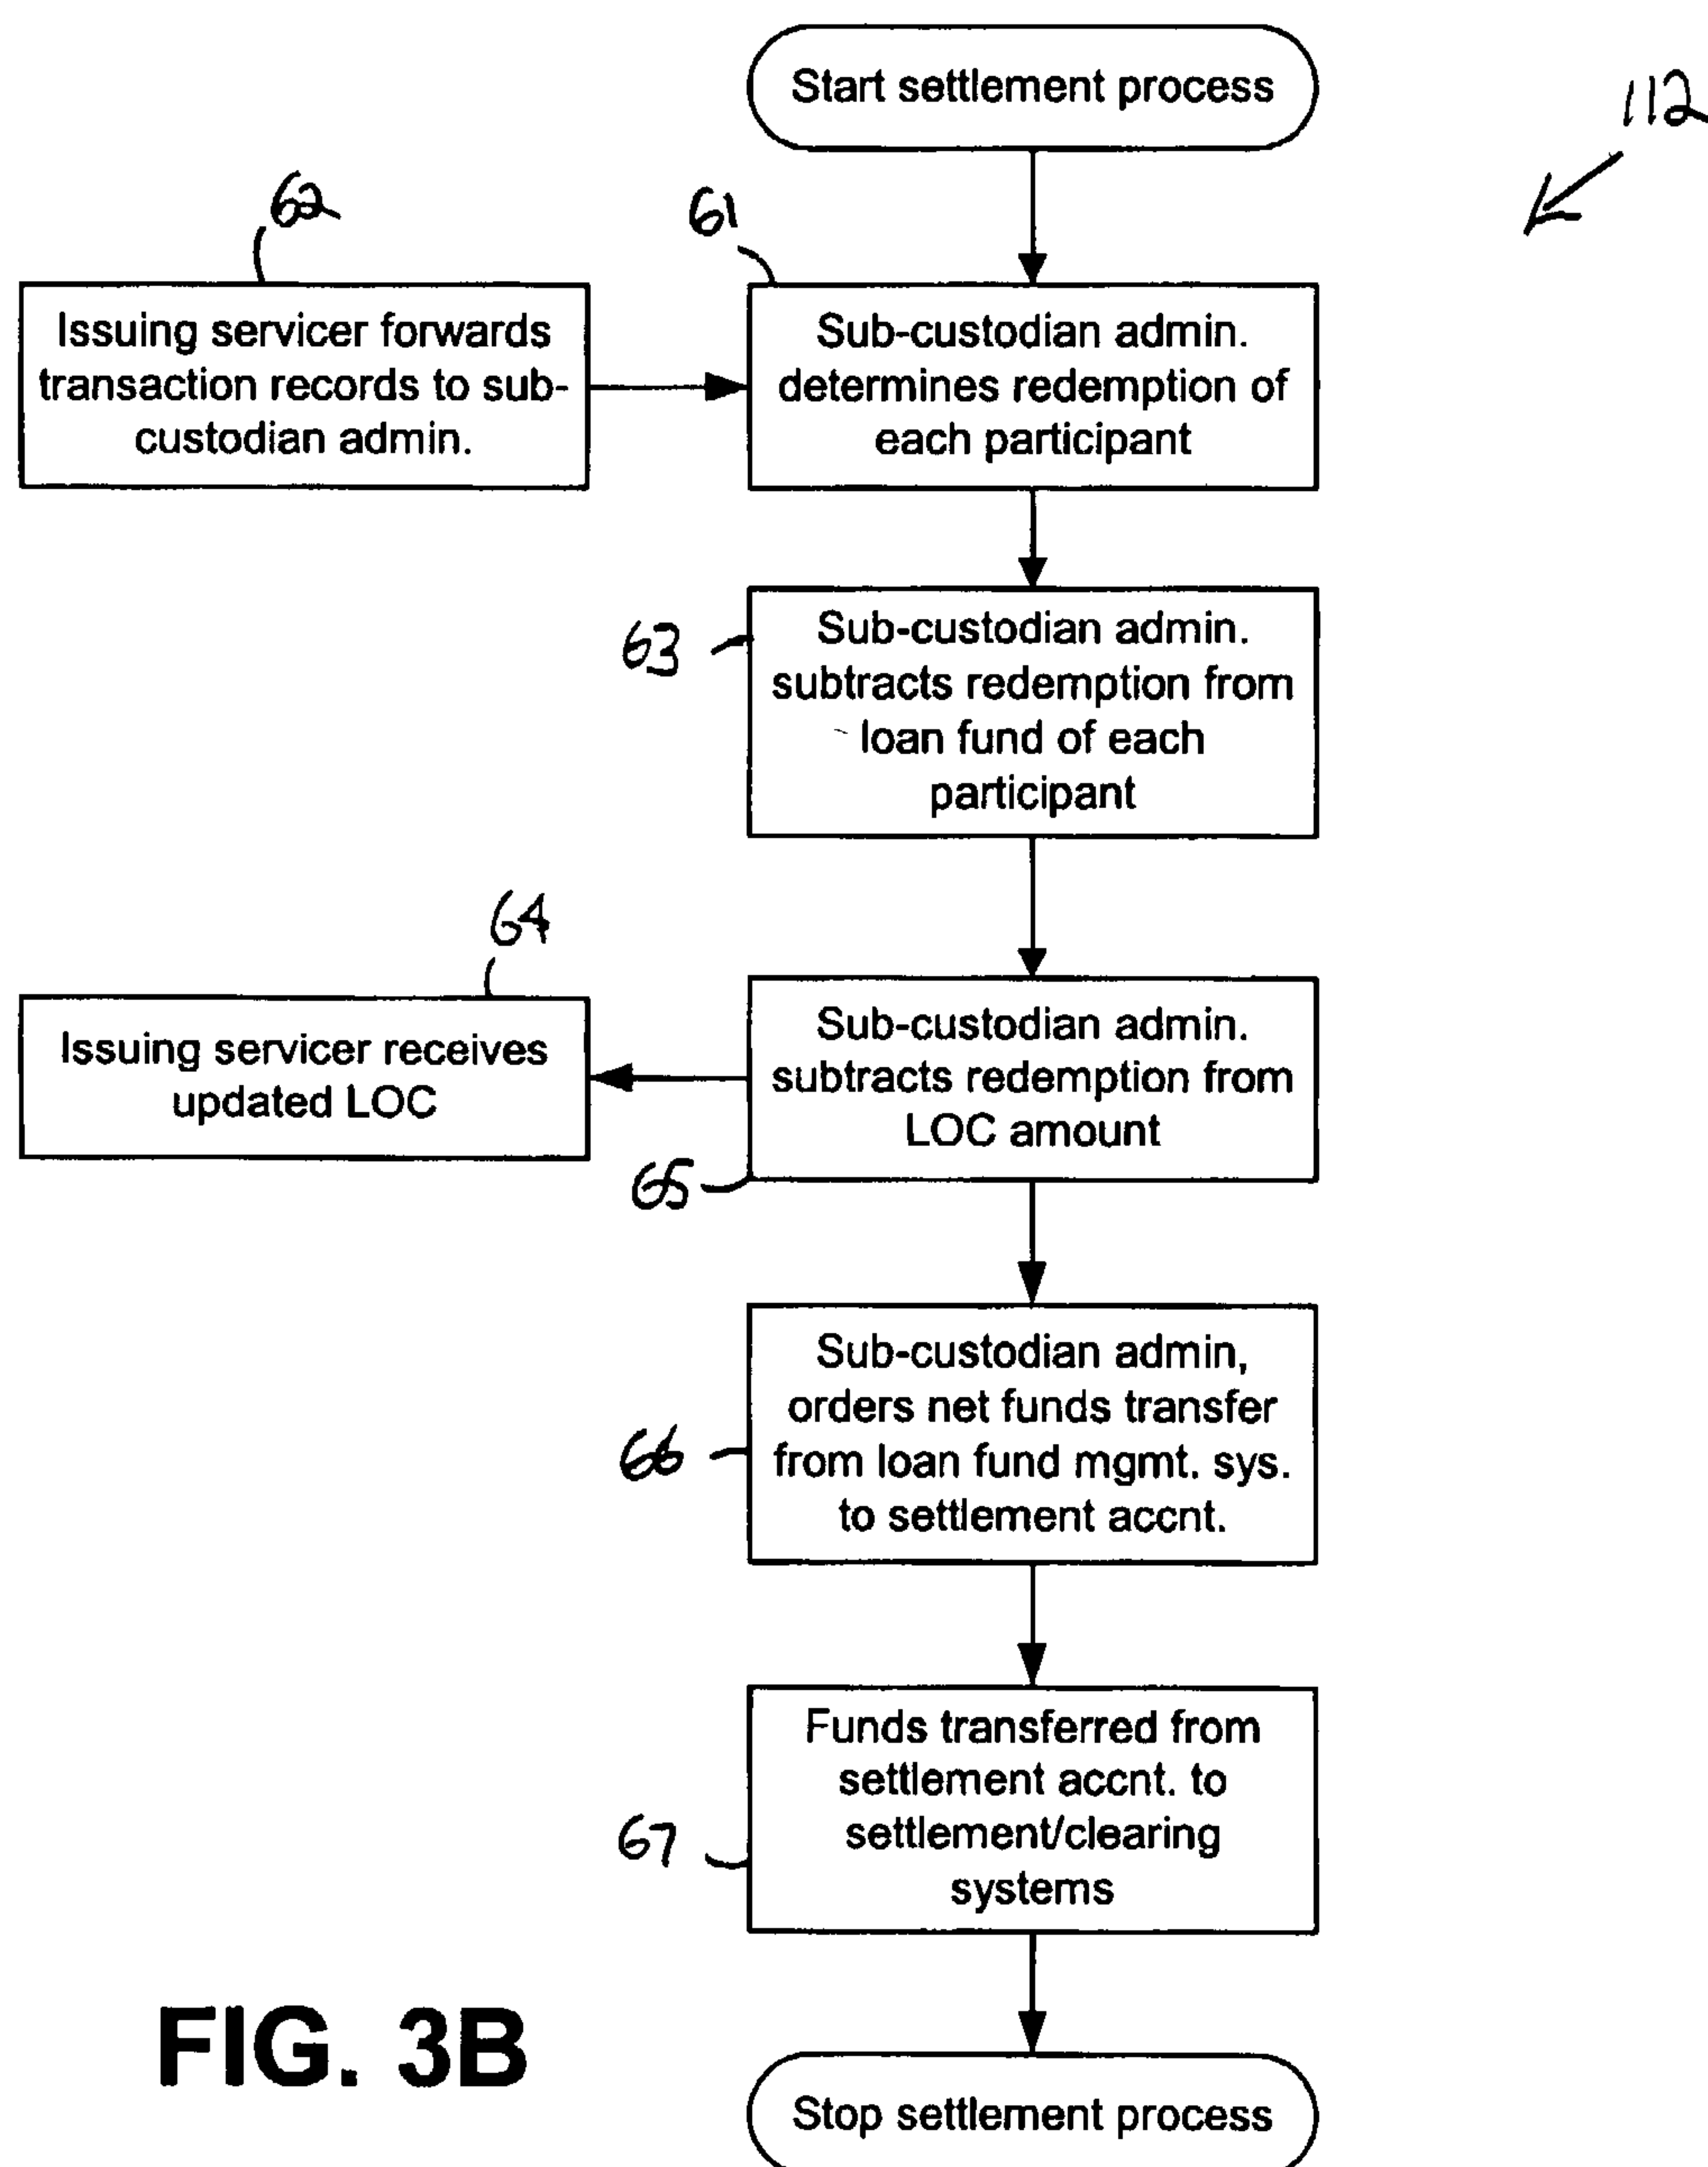 Start settlement process
112
62
61
Issuing servicer forwards
transaction records to sub-
custodian admin.
Sub-custodian admin.
determines redemption of
each participant
63
Sub-custodian admin.
subtracts redemption from
loan fund of each
participant
64
Issuing servicer receives
updated LOC
Sub-custodian admin.
subtracts redemption from
LOC amount
65
66
Sub-custodian admin,
orders net funds transfer
from loan fund mgmt. sys.
to settlement accnt.
67
Funds transferred from
settlement accnt. to
settlement/clearing
systems
FIG. 3B
Stop settlement process